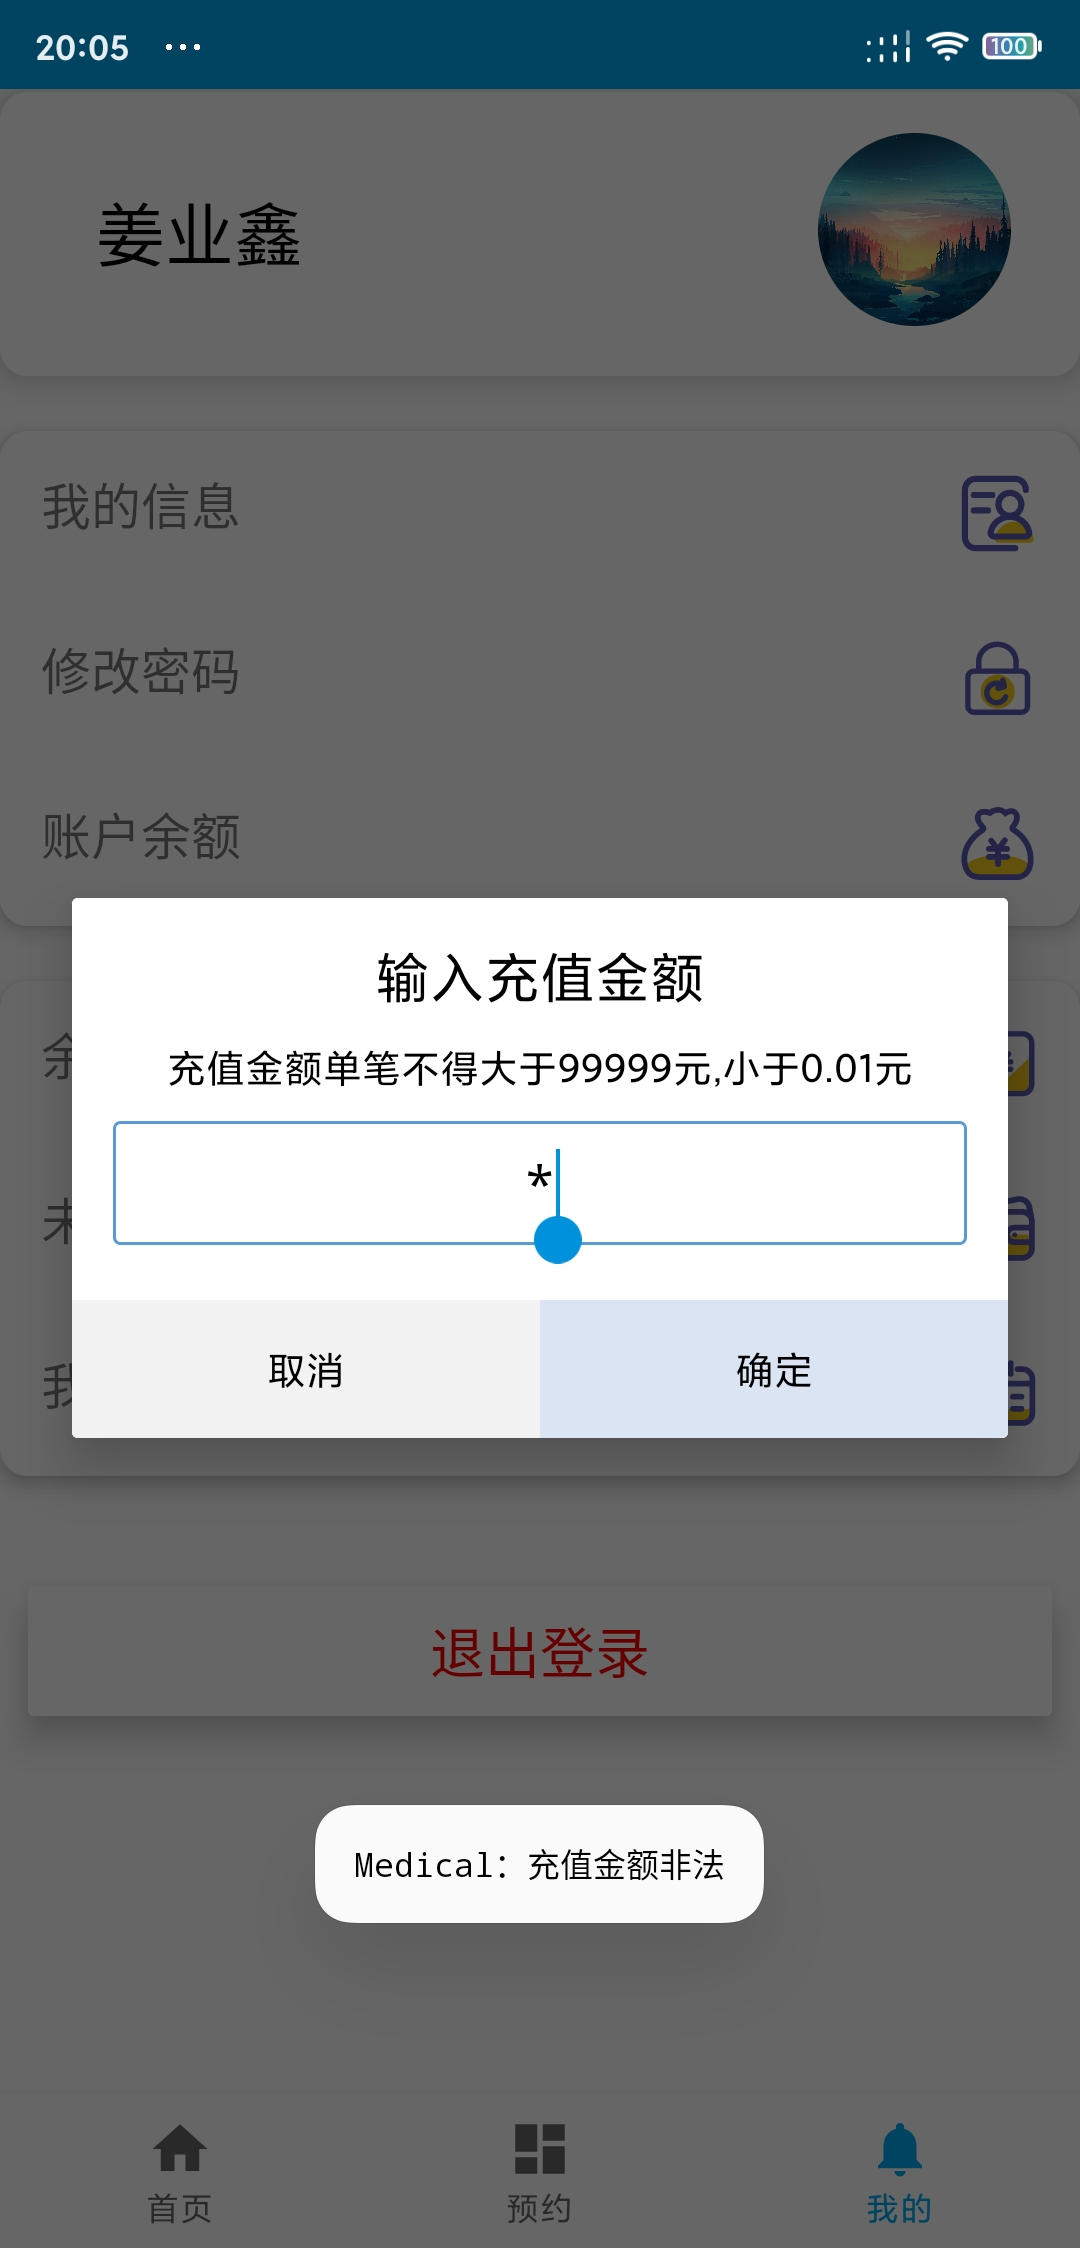 20:05 ...
100
姜业鑫
我的信息
修改密码
账户余额
输入充值金额
充值金额单笔不得大于99999元,小于0.01元
*
取消 确定
余
未
我
退出登录
Medical: 充值金额非法
首页 预约 我的